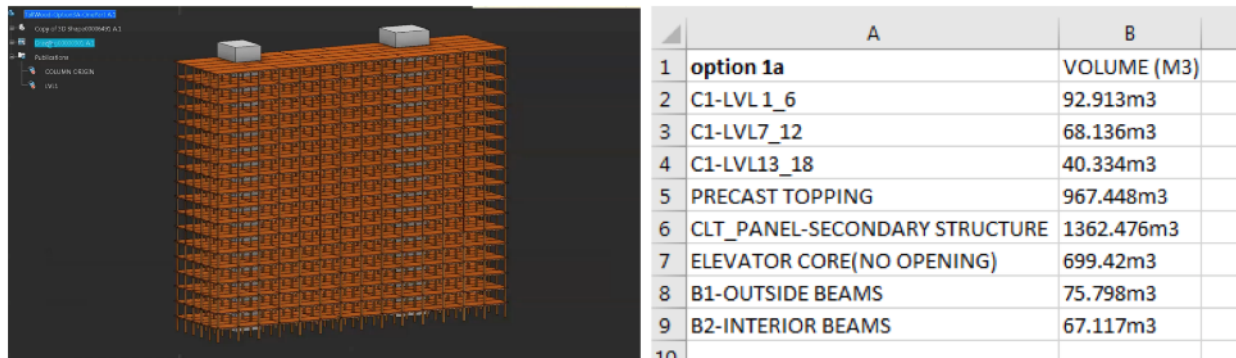 Publications
COLUMN ORIGIN
LVL1
A B
1 option 1a VOLUME (M3)
2 C1-LVL 1_6 92.913m3
3 C1-LVL7_12 68.136m3
4 C1-LVL13_18 40.334m3
5 PRECAST TOPPING 967.448m3
6 CLT_PANEL-SECONDARY STRUCTURE 1362.476m3
7 ELEVATOR CORE(NO OPENING) 699.42m3
8 B1-OUTSIDE BEAMS 75.798m3
9 B2-INTERIOR BEAMS 67.117m3
10